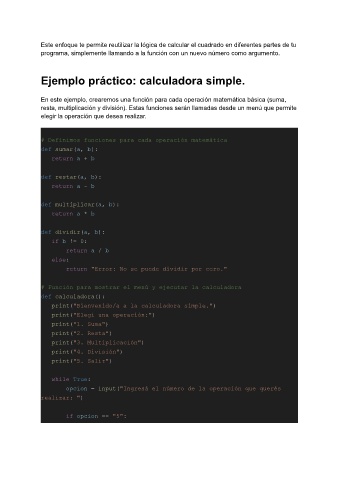 Este enfoque te permite reutilizar la lógica de calcular el cuadrado en diferentes partes de tu
programa, simplemente llamando a la función con un nuevo número como argumento.
Ejemplo práctico: calculadora simple.
En este ejemplo, crearemos una función para cada operación matemática básica (suma,
resta, multiplicación y división). Estas funciones serán llamadas desde un menú que permite
elegir la operación que desea realizar.
# Definimos funciones para cada operación matemática
def sumar(a, b):
return a + b
def restar(a, b):
return a - b
def multiplicar(a, b):
return a * b
def dividir(a, b):
if b != 0:
return a / b
else:
return "Error: No se puede dividir por cero."
# Función para mostrar el menú y ejecutar la calculadora
def calculadora():
print("Bienvenido/a a la calculadora simple.")
print("Elegí una operación:")
print("1. Suma")
print("2. Resta")
print("3. Multiplicación")
print("4. División")
print("5. Salir")
while True:
opcion = input("Ingresá el número de la operación que querés
realizar: ")
if opcion == "5":